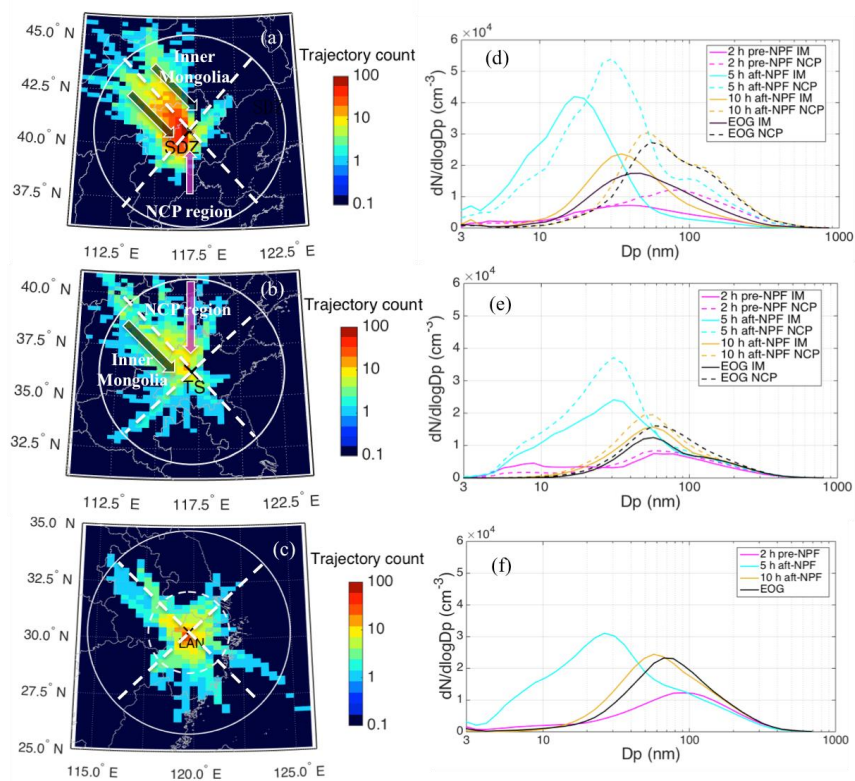 (a)
Inner
Mongolia
SDZ
NCP region
45.0° N
42.5° N
40.0° N
37.5° N
112.5° E
117.5° E
122.5° E
Trajectory count
100
10
1
0.1
(d)
×10⁴
6
5
4
3
2
1
0
3
10
100
1000
dN/dlogDp (cm⁻³)
Dp (nm)
2 h pre-NPF IM
2 h pre-NPF NCP
5 h aft-NPF IM
5 h aft-NPF NCP
10 h aft-NPF IM
10 h aft-NPF NCP
EOG IM
EOG NCP
(b)
NCP region
Inner
Mongolia
TS
40.0° N
37.5° N
35.0° N
32.5° N
112.5° E
117.5° E
122.5° E
Trajectory count
100
10
1
0.1
(e)
×10⁴
6
5
4
3
2
1
0
3
10
100
1000
dN/dlogDp (cm⁻³)
Dp (nm)
2 h pre-NPF IM
2 h pre-NPF NCP
5 h aft-NPF IM
5 h aft-NPF NCP
10 h aft-NPF IM
10 h aft-NPF NCP
EOG IM
EOG NCP
(c)
LAN
35.0° N
32.5° N
30.0° N
27.5° N
25.0° N
115.0° E
120.0° E
125.0° E
Trajectory count
100
10
1
0.1
(f)
×10⁴
6
5
4
3
2
1
0
3
10
100
1000
dN/dlogDp (cm⁻³)
Dp (nm)
2 h pre-NPF
5 h aft-NPF
10 h aft-NPF
EOG